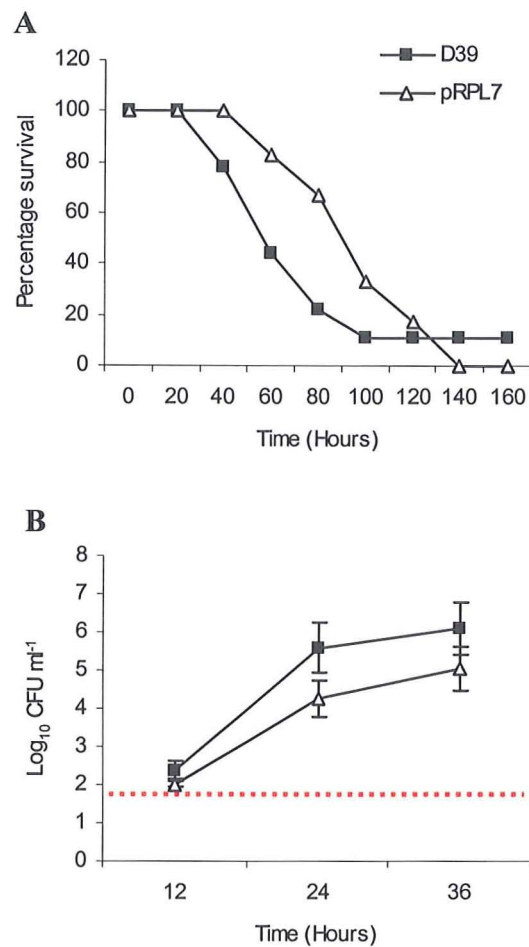 A
D39
pRPL7
120
100
80
60
40
20
0
Percentage survival
0 20 40 60 80 100 120 140 160
Time (Hours)
B
8
7
6
5
4
3
2
1
0
Log₁₀ CFU ml⁻¹
12 24 36
Time (Hours)